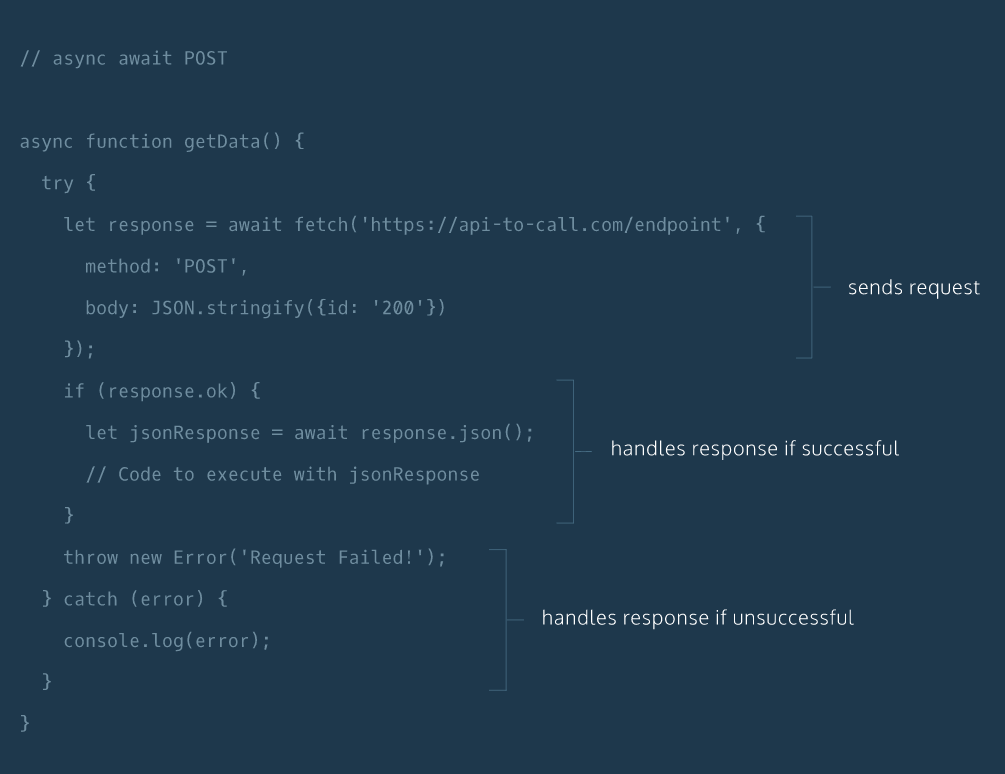 // async await POST
async function getData() {
try {
let response = await fetch('https://api-to-call.com/endpoint', {
method: 'POST',
body: JSON.stringify({id: '200'})
});
sends request
if (response.ok) {
let jsonResponse = await response.json();
// Code to execute with jsonResponse
}
handles response if successful
throw new Error('Request Failed!');
} catch (error) {
console.log(error);
}
handles response if unsuccessful
}